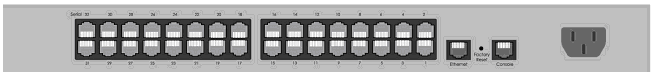 Serial 32 30 28 26 24 22 20 18 16 14 12 10 8 6 4 2
31 29 27 25 23 21 19 17 15 13 11 9 7 5 3 1
Ethernet
Factory
Reset
Console